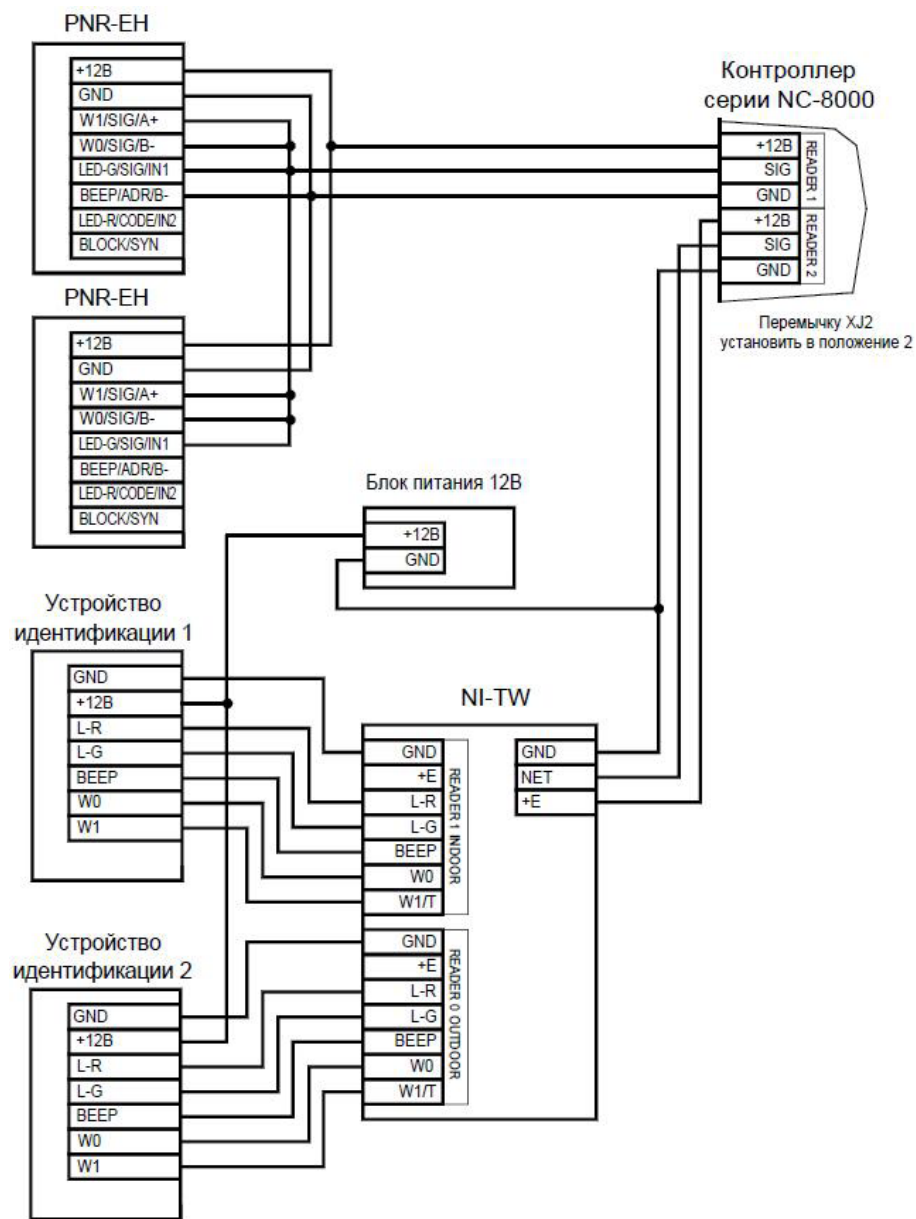 PNR-EH
+12В
GND
W1/SIG/A+
W0/SIG/B-
LED-G/SIG/IN1
BEEP/ADR/B-
LED-R/CODE/IN2
BLOCK/SYN
Контроллер
серии NC-8000
+12В
SIG
GND
READER 1
+12В
SIG
GND
READER 2
Перемычку XJ2
установить в положение 2
PNR-EH
+12В
GND
W1/SIG/A+
W0/SIG/B-
LED-G/SIG/IN1
BEEP/ADR/B-
LED-R/CODE/IN2
BLOCK/SYN
Блок питания 12В
+12В
GND
Устройство
идентификации 1
GND
+12В
L-R
L-G
BEEP
W0
W1
NI-TW
GND
+E
L-R
L-G
BEEP
W0
W1/T
READER 1 INDOOR
GND
NET
+E
GND
+E
L-R
L-G
BEEP
W0
W1/T
READER 0 OUTDOOR
Устройство
идентификации 2
GND
+12В
L-R
L-G
BEEP
W0
W1